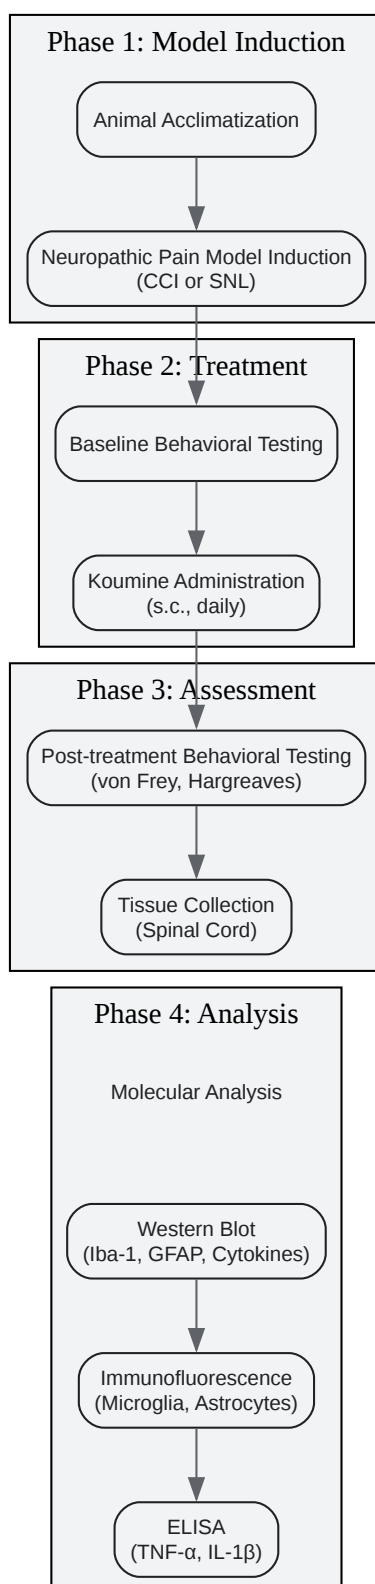 Phase 1: Model Induction
Animal Acclimatization
Neuropathic Pain Model Induction
(CCI or SNL)
Phase 2: Treatment
Baseline Behavioral Testing
Koumine Administration
(s.c., daily)
Phase 3: Assessment
Post-treatment Behavioral Testing
(von Frey, Hargreaves)
Tissue Collection
(Spinal Cord)
Phase 4: Analysis
Molecular Analysis
Western Blot
(Iba-1, GFAP, Cytokines)
Immunofluorescence
(Microglia, Astrocytes)
ELISA
(TNF-α, IL-1β)